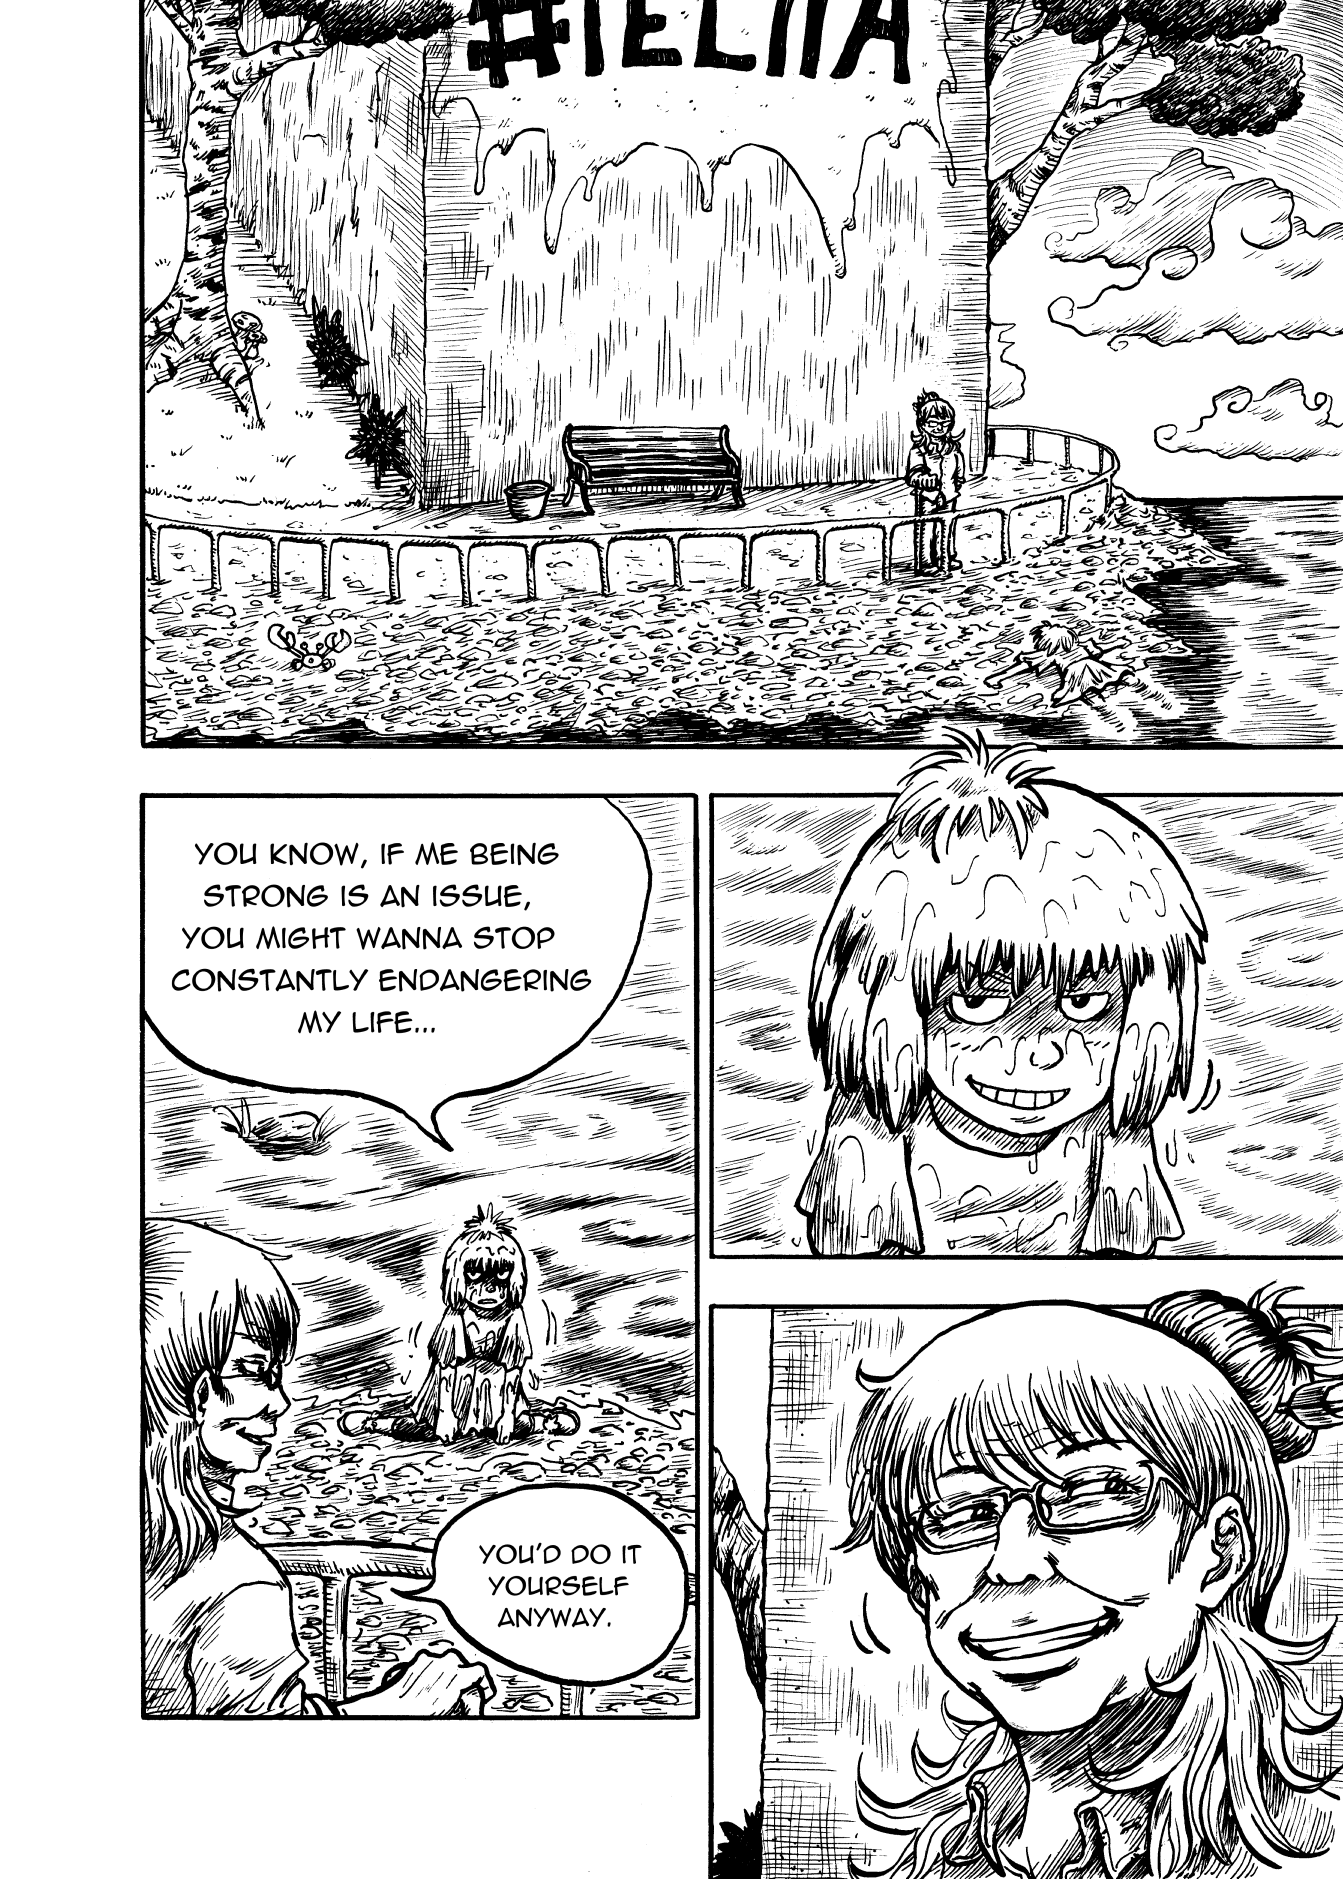 YOU KNOW, IF ME BEING
STRONG IS AN ISSUE,
YOU MIGHT WANNA STOP
CONSTANTLY ENDANGERING
MY LIFE...
YOU'D DO IT
YOURSELF
ANYWAY.